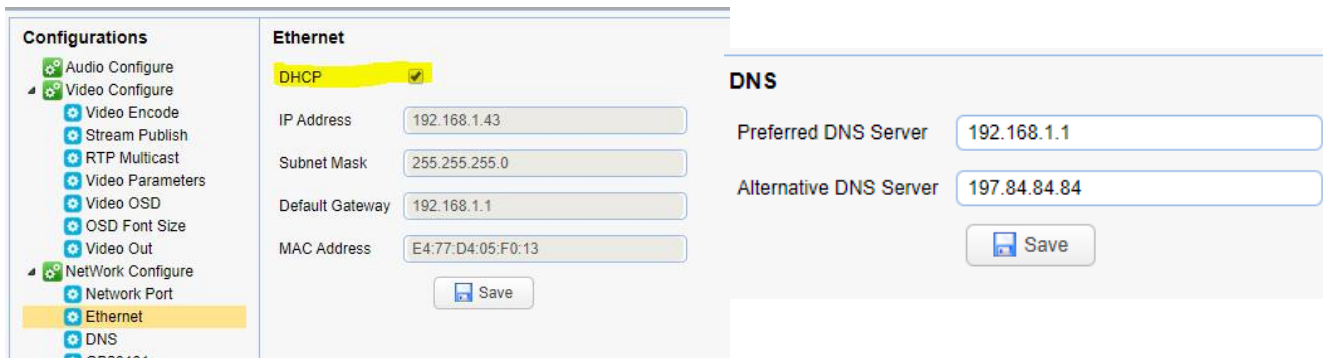 Configurations
Audio Configure
Video Configure
Video Encode
Stream Publish
RTP Multicast
Video Parameters
Video OSD
OSD Font Size
Video Out
NetWork Configure
Network Port
Ethernet
DNS
Ethernet
DHCP
IP Address 192.168.1.43
Subnet Mask 255.255.255.0
Default Gateway 192.168.1.1
MAC Address E4:77:D4:05:F0:13
Save
DNS
Preferred DNS Server 192.168.1.1
Alternative DNS Server 197.84.84.84
Save